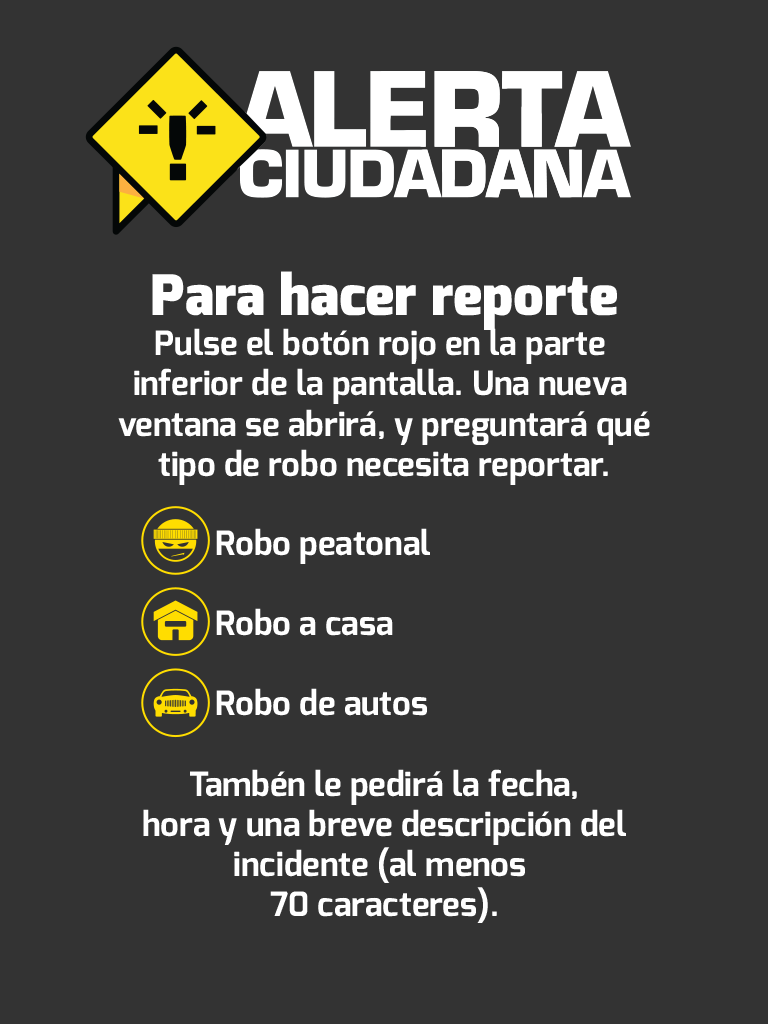 ALERTA
CIUDADANA
Para hacer reporte
Pulse el botón rojo en la parte
inferior de la pantalla. Una nueva
ventana se abrirá, y preguntará qué
tipo de robo necesita reportar.
Robo peatonal
Robo a casa
Robo de autos
Tambén le pedirá la fecha,
hora y una breve descripción del
incidente (al menos
70 caracteres).